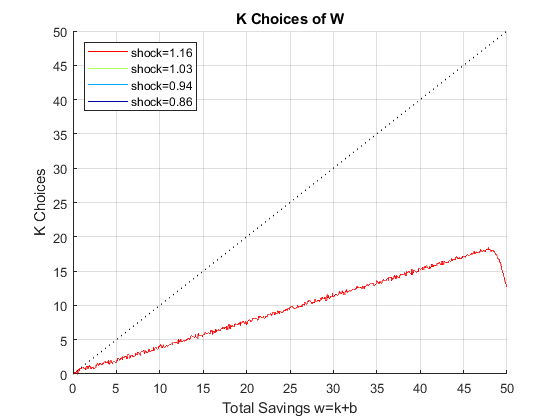 K Choices of W
50
45
40
35
30
25
20
15
10
5
0
K Choices
shock=1.16
shock=1.03
shock=0.94
shock=0.86
0 5 10 15 20 25 30 35 40 45 50
Total Savings w=k+b